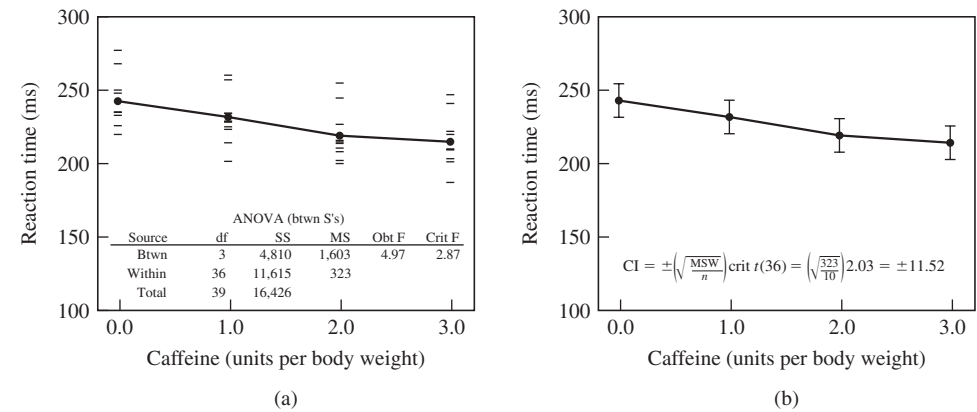 300
250
200
150
100
Reaction time (ms)
ANOVA (btwn S's)
Source df SS MS Obt F Crit F
Btwn 3 4,810 1,603 4.97 2.87
Within 36 11,615 323
Total 39 16,426
0.0 1.0 2.0 3.0
Caffeine (units per body weight)
(a)
300
250
200
150
100
Reaction time (ms)
CI = ±(√(MSW/n)) crit t(36) = (√(323/10)) 2.03 = ±11.52
0.0 1.0 2.0 3.0
Caffeine (units per body weight)
(b)